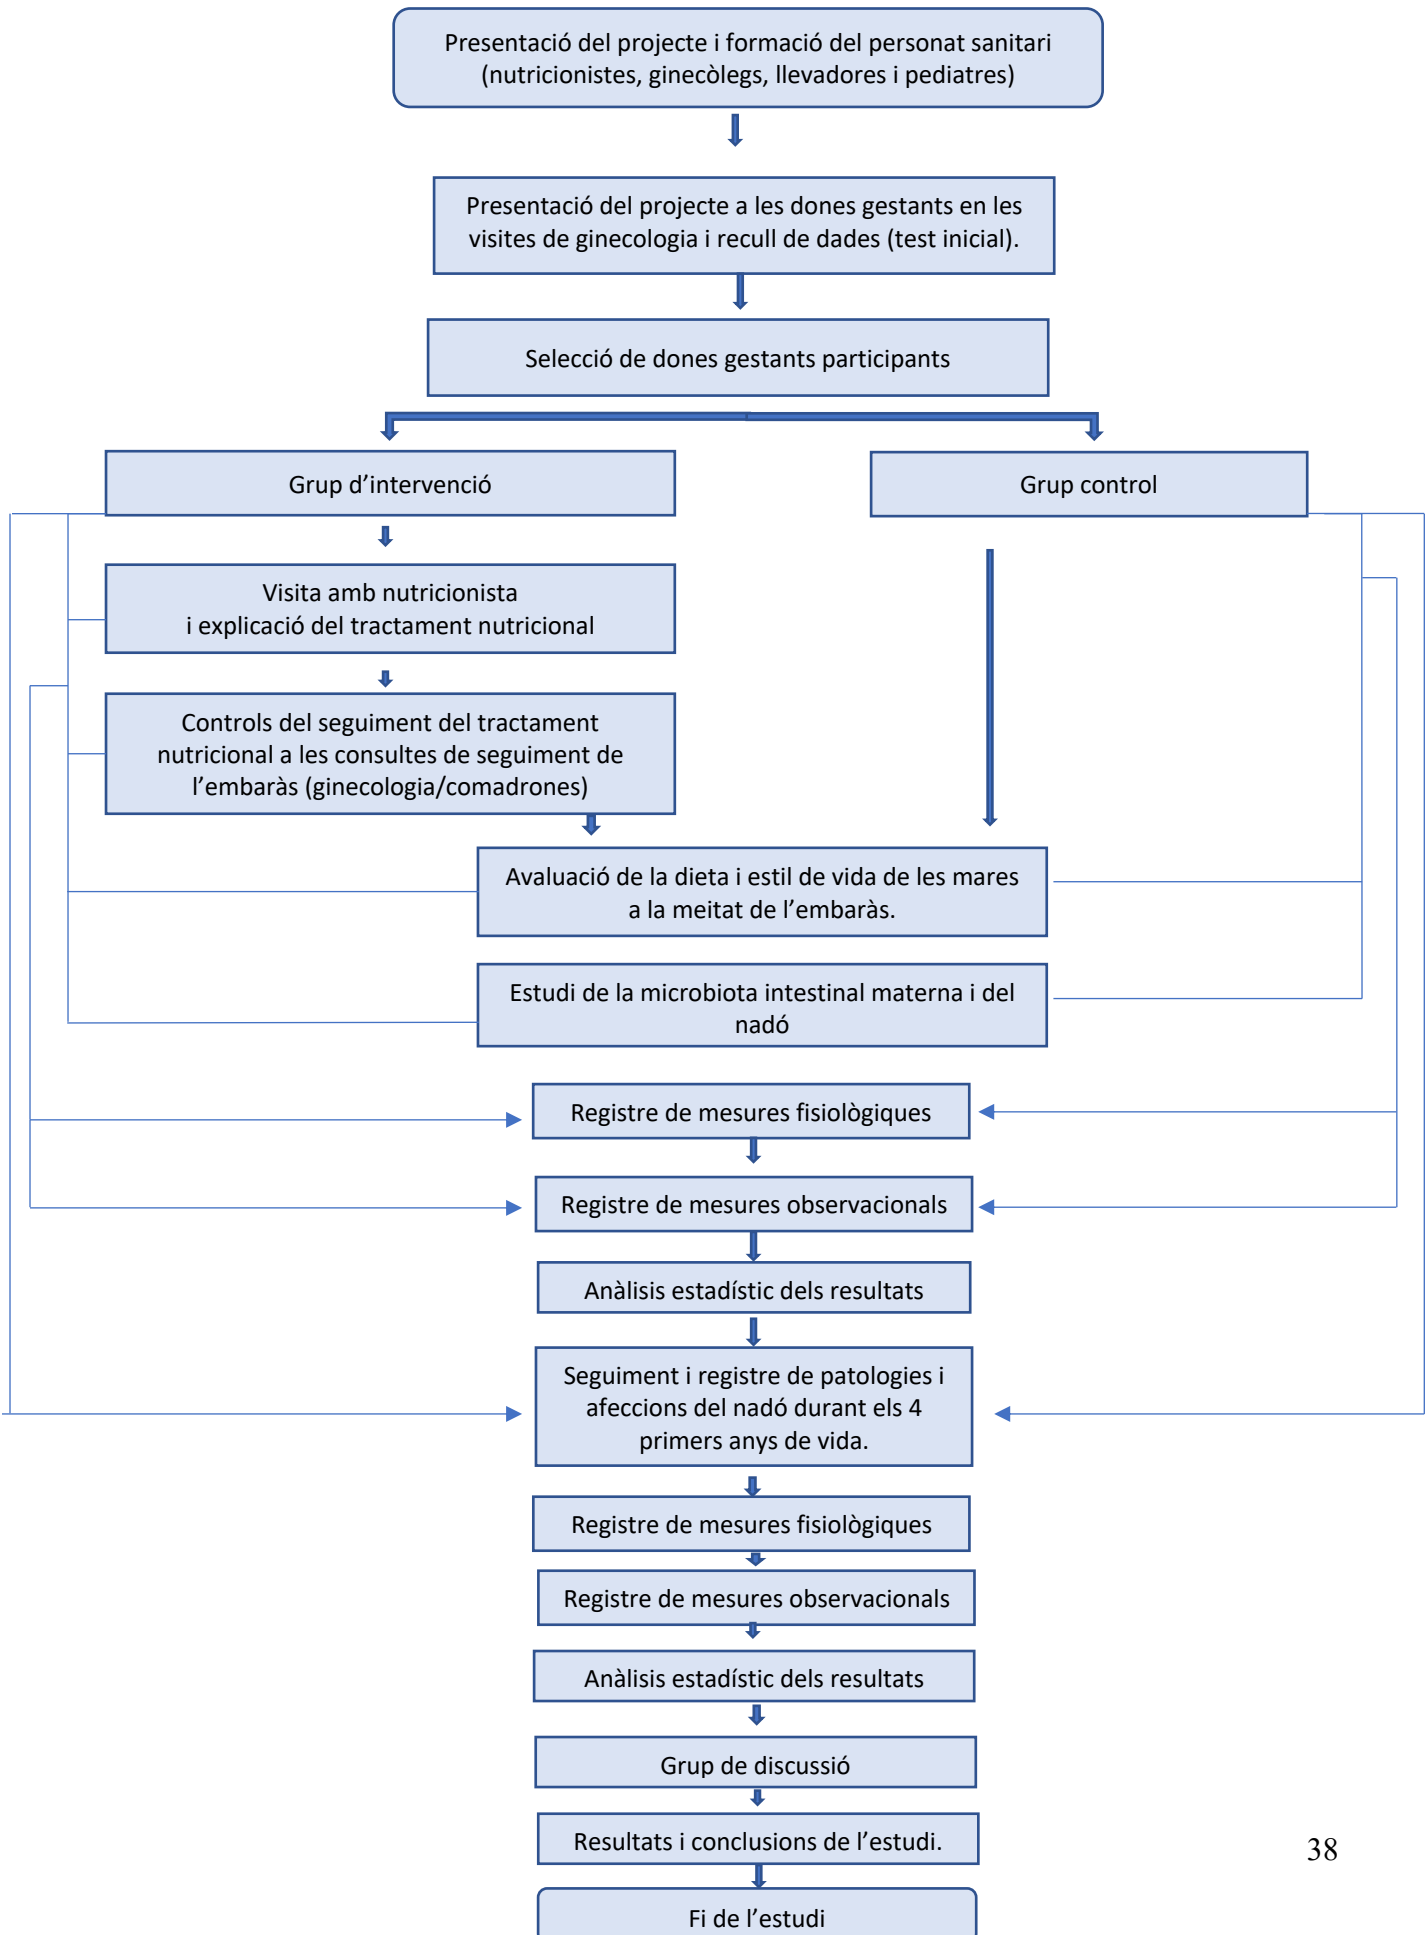 Presentació del projecte i formació del personat sanitari
(nutricionistes, ginecòlegs, llevadores i pediatres)
Presentació del projecte a les dones gestants en les
visites de ginecologia i recull de dades (test inicial).
Selecció de dones gestants participants
Grup d’intervenció
Grup control
Visita amb nutricionista
i explicació del tractament nutricional
Controls del seguiment del tractament
nutricional a les consultes de seguiment de
l’embaràs (ginecologia/comadrones)
Avaluació de la dieta i estil de vida de les mares
a la meitat de l’embaràs.
Estudi de la microbiota intestinal materna i del
nadó
Registre de mesures fisiològiques
Registre de mesures observacionals
Anàlisis estadístic dels resultats
Seguiment i registre de patologies i
afeccions del nadó durant els 4
primers anys de vida.
Registre de mesures fisiològiques
Registre de mesures observacionals
Anàlisis estadístic dels resultats
Grup de discussió
Resultats i conclusions de l’estudi.
38
Fi de l’estudi